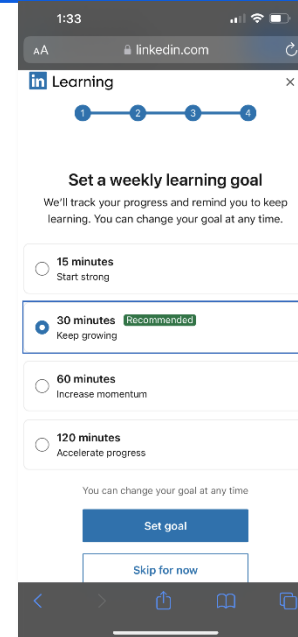 1:33
AA linkedin.com
in Learning
1 2 3 4
Set a weekly learning goal
We'll track your progress and remind you to keep
learning. You can change your goal at any time.
15 minutes
Start strong
30 minutes Recommended
Keep growing
60 minutes
Increase momentum
120 minutes
Accelerate progress
You can change your goal at any time
Set goal
Skip for now